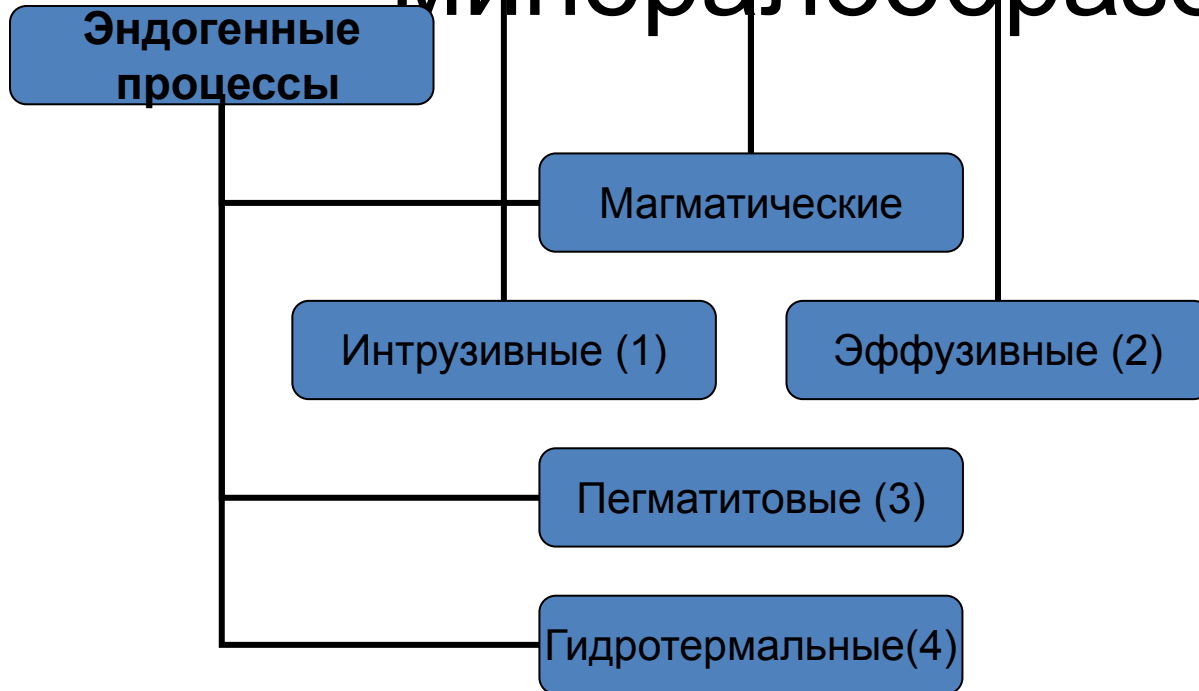 Эндогенные
процессы
Магматические
Интрузивные (1)
Эффузивные (2)
Пегматитовые (3)
Гидротермальные(4)